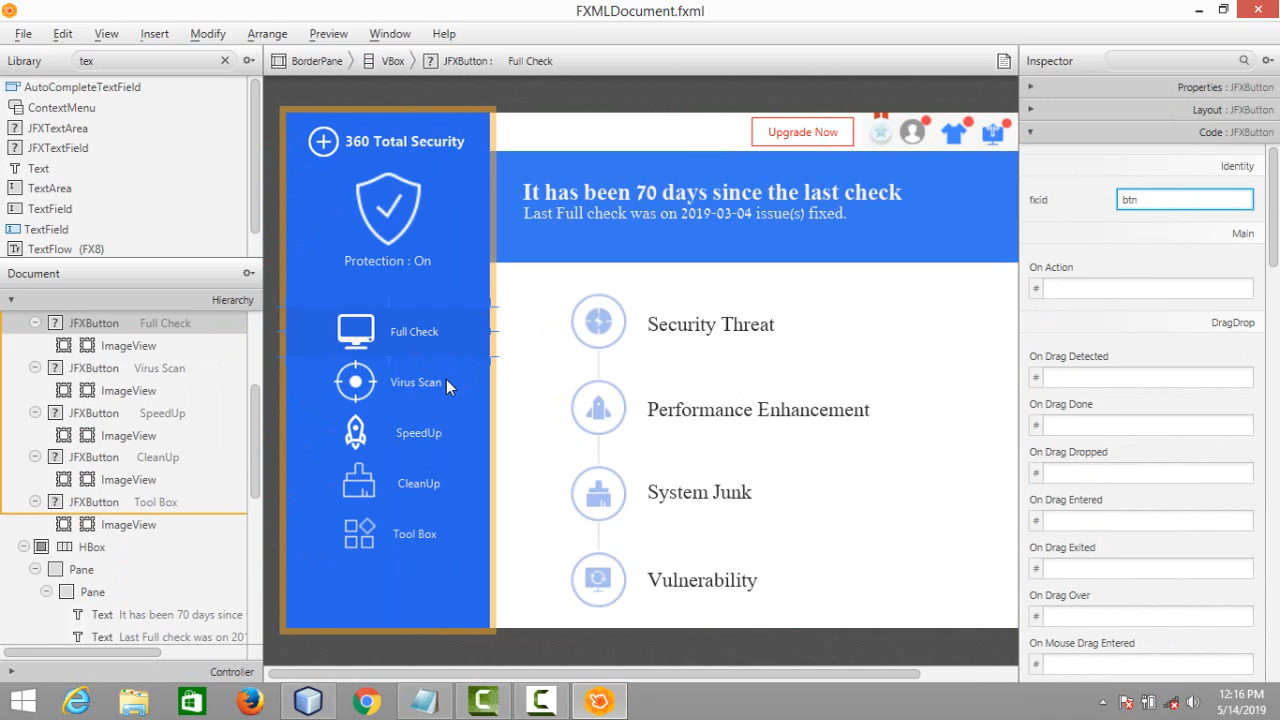 FXMLDocument.fxml
File Edit View Insert Modify Arrange Preview Window Help
Library tex
BorderPane VBox ? JFXButton : Full Check
Inspector
AutoCompleteTextField
ContextMenu
? JFXTextArea
? JFXTextField
Text
TextArea
TextField
TextField
Tr TextFlow (FX8)
Document
Hierarchy
? JFXButton Full Check
ImageView
? JFXButton Virus Scan
ImageView
? JFXButton SpeedUp
ImageView
? JFXButton CleanUp
ImageView
? JFXButton Tool Box
ImageView
HBox
Pane
Pane
T Text It has been 70 days since
T Text Last Full check was on 201
Controller
360 Total Security
Protection : On
Full Check
Virus Scan
SpeedUp
CleanUp
Tool Box
Upgrade Now
It has been 70 days since the last check
Last Full check was on 2019-03-04 issue(s) fixed.
Security Threat
Performance Enhancement
System Junk
Vulnerability
Properties : JFXButton
Layout : JFXButton
Code : JFXButton
Identity
fx:id btn
Main
On Action
#
DragDrop
On Drag Detected
#
On Drag Done
#
On Drag Dropped
#
On Drag Entered
#
On Drag Exited
#
On Drag Over
#
On Mouse Drag Entered
#
12:16 PM
5/14/2019